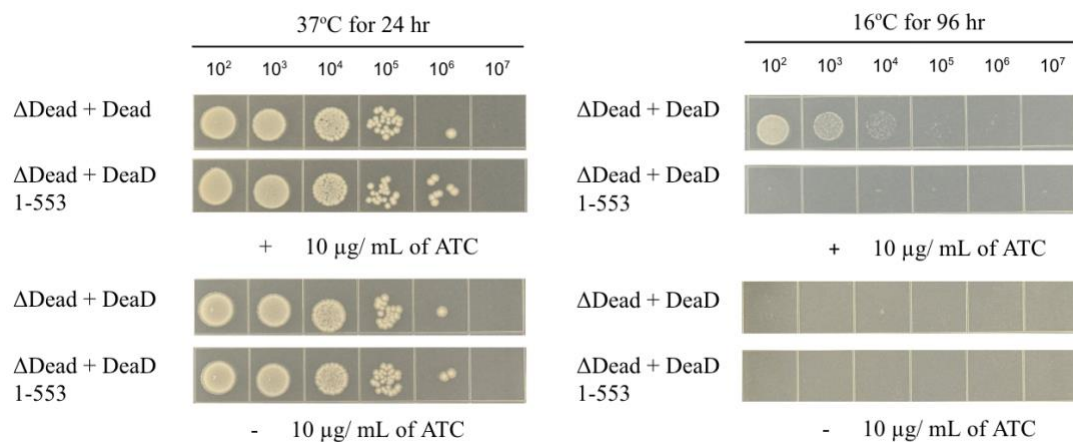 37°C for 24 hr
10² 10³ 10⁴ 10⁵ 10⁶ 10⁷
ΔDead + Dead
ΔDead + DeaD
1-553
+ 10 µg/ mL of ATC
ΔDead + DeaD
ΔDead + DeaD
1-553
- 10 µg/ mL of ATC
16°C for 96 hr
10² 10³ 10⁴ 10⁵ 10⁶ 10⁷
ΔDead + DeaD
ΔDead + DeaD
1-553
+ 10 µg/ mL of ATC
ΔDead + DeaD
ΔDead + DeaD
1-553
- 10 µg/ mL of ATC